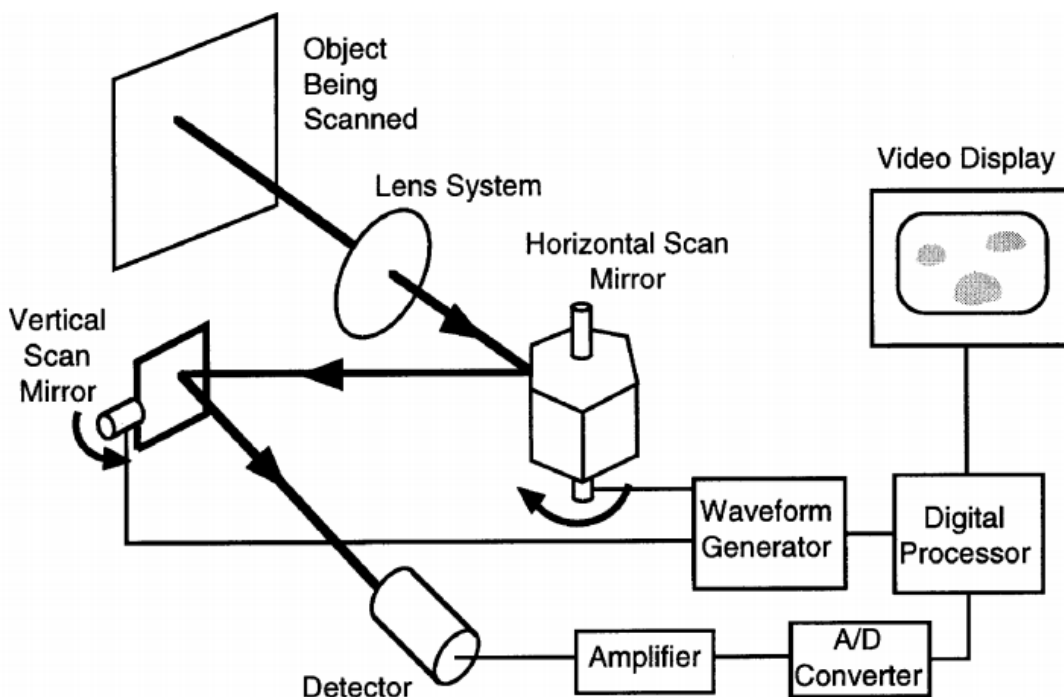 Object
Being
Scanned
Lens System
Video Display
Horizontal Scan
Mirror
Vertical
Scan
Mirror
Waveform
Generator
Digital
Processor
Amplifier
A/D
Converter
Detector